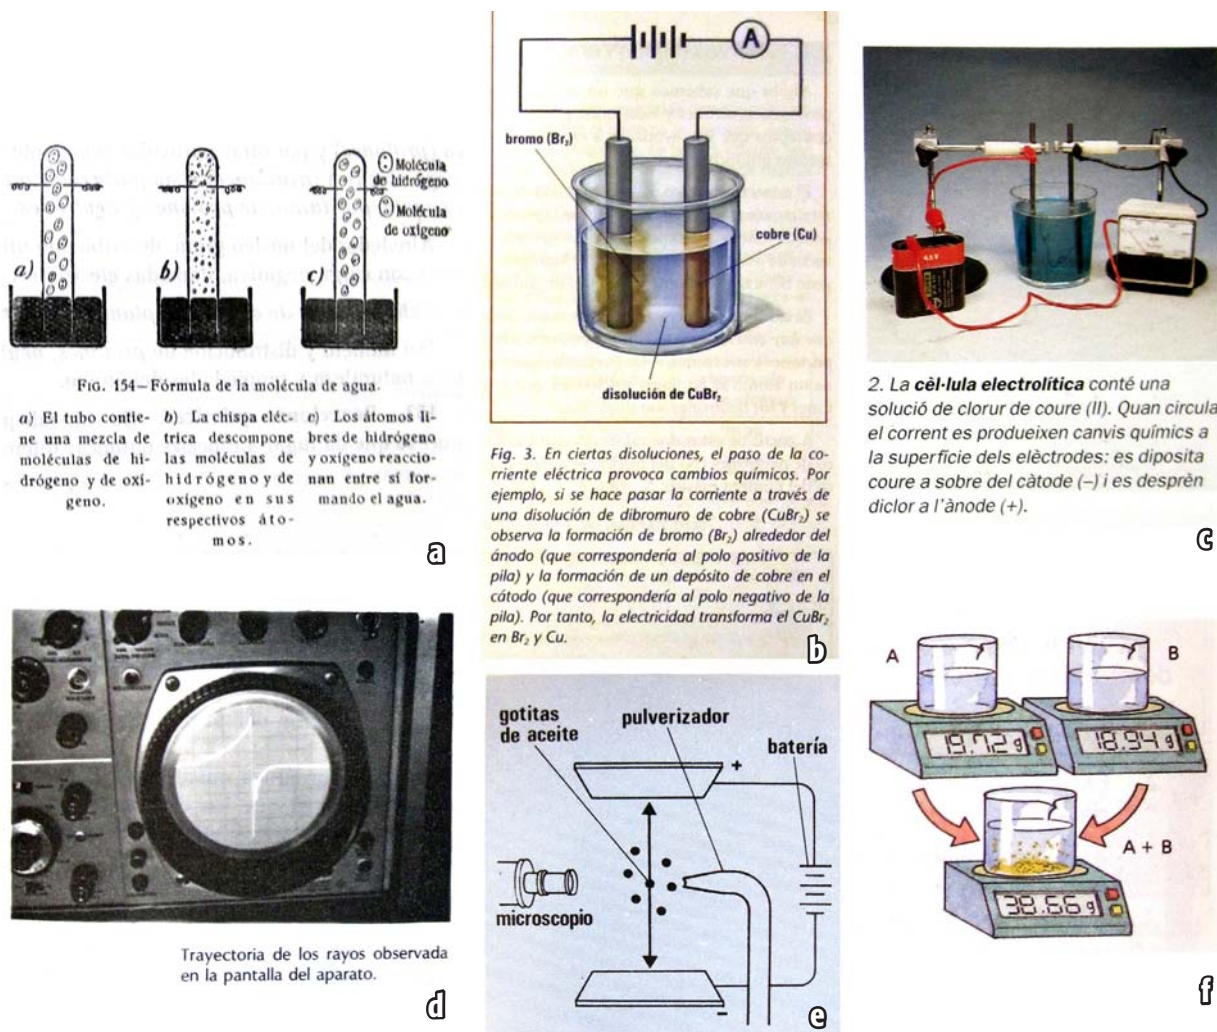 a)
b)
c)
Molécula
de hidrógeno
Molécula
de oxígeno
FIG. 154—Fórmula de la molécula de agua.
a) El tubo contie-
ne una mezcla de
moléculas de hi-
drógeno y de oxí-
geno.
b) La chispa eléc-
trica descompone
las moléculas de
hidrógeno y de
oxígeno en sus
respectivos áto-
mos.
c) Los átomos li-
bres de hidrógeno
y oxígeno reaccio-
nan entre sí for-
mando el agua.
a
A
bromo (Br₂)
cobre (Cu)
disolución de CuBr₂
Fig. 3. En ciertas disoluciones, el paso de la co-
rriente eléctrica provoca cambios químicos. Por
ejemplo, si se hace pasar la corriente a través de
una disolución de dibromuro de cobre (CuBr₂) se
observa la formación de bromo (Br₂) alrededor del
ánodo (que correspondería al polo positivo de la
pila) y la formación de un depósito de cobre en el
cátodo (que correspondería al polo negativo de la
pila). Por tanto, la electricidad transforma el CuBr₂
en Br₂ y Cu.
b
4,5 V
2. La cèl·lula electrolítica conté una
solució de clorur de coure (II). Quan circula
el corrent es produeixen canvis químics a
la superfície dels elèctrodes: es diposita
coure a sobre del càtode (–) i es desprèn
diclor a l'ànode (+).
c
Trayectoria de los rayos observada
en la pantalla del aparato.
d
gotitas
de aceite
pulverizador
batería
+
microscopio
–
e
A
B
19.72 g
18.94 g
A + B
38.66 g
f